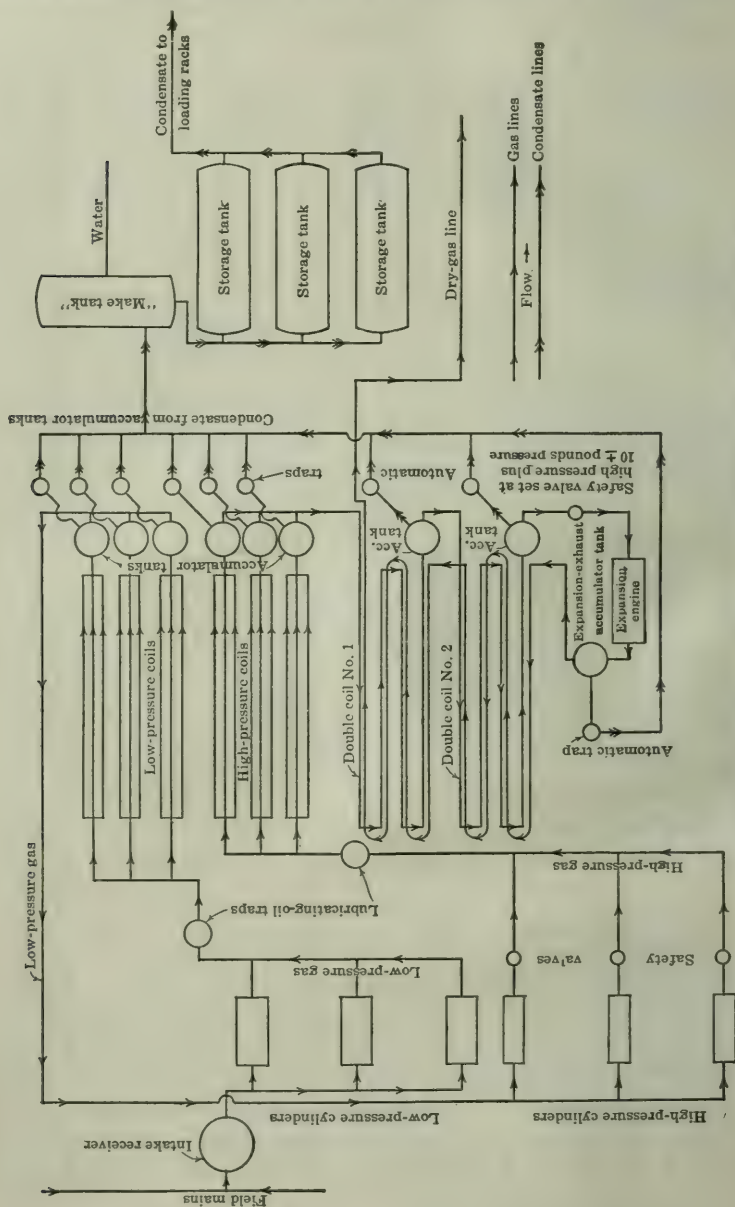 Condensate to
loading racks
Water
"Make tank"
Storage tank
Storage tank
Storage tank
Dry-gas line
Gas lines
Flow.
Condensate lines
Condensate from
accumulator tanks
traps
Automatic
Safety valve set at
high pressure plus
10 ± pounds pressure
Accumulator
tanks
Acc.
tank
Acc.
tank
Expansion-exhaust
accumulator tank
Expansion
engine
Automatic trap
Low-pressure coils
High-pressure coils
Double coil No. 1
Double coil No. 2
Low-pressure gas
Lubricating-oil traps
High-pressure gas
Low-pressure gas
Safety
va'ves
Low-pressure cylinders
High-pressure cylinders
Intake receiver
Field mains